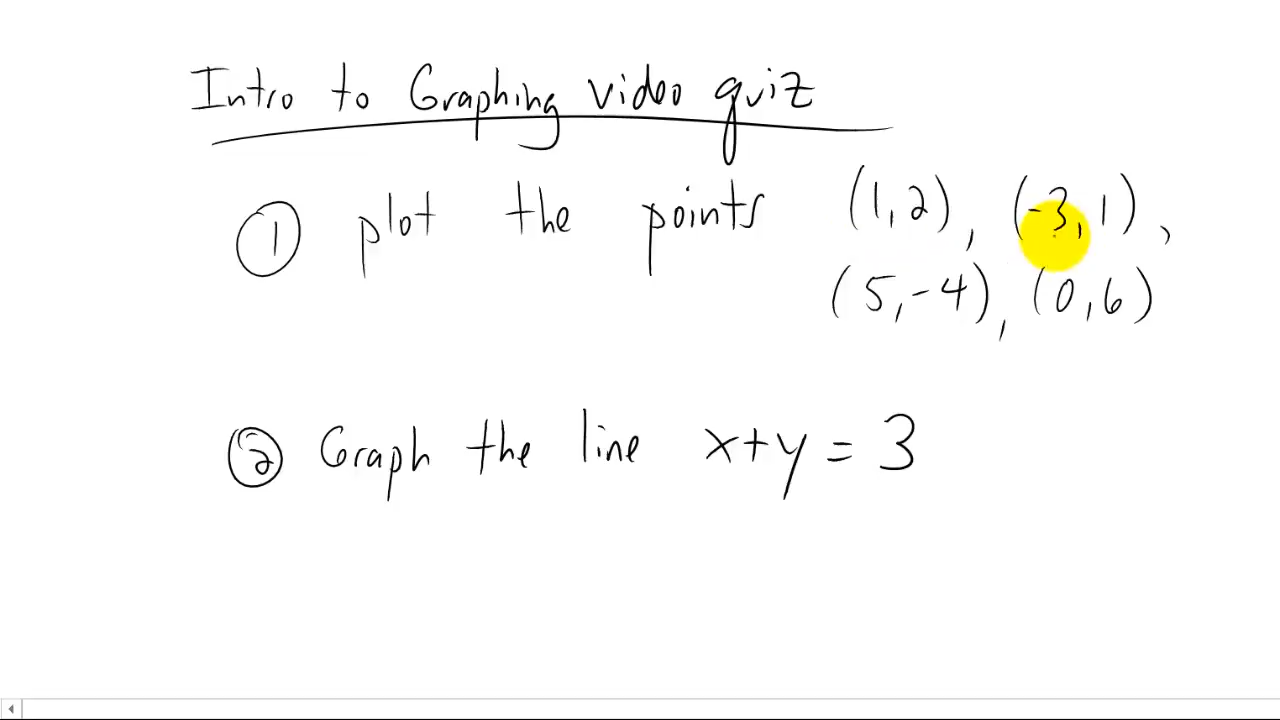 Intro to Graphing video quiz
① plot the points (1,2), (-3,1),
(5,-4), (0,6)
② Graph the line x+y = 3